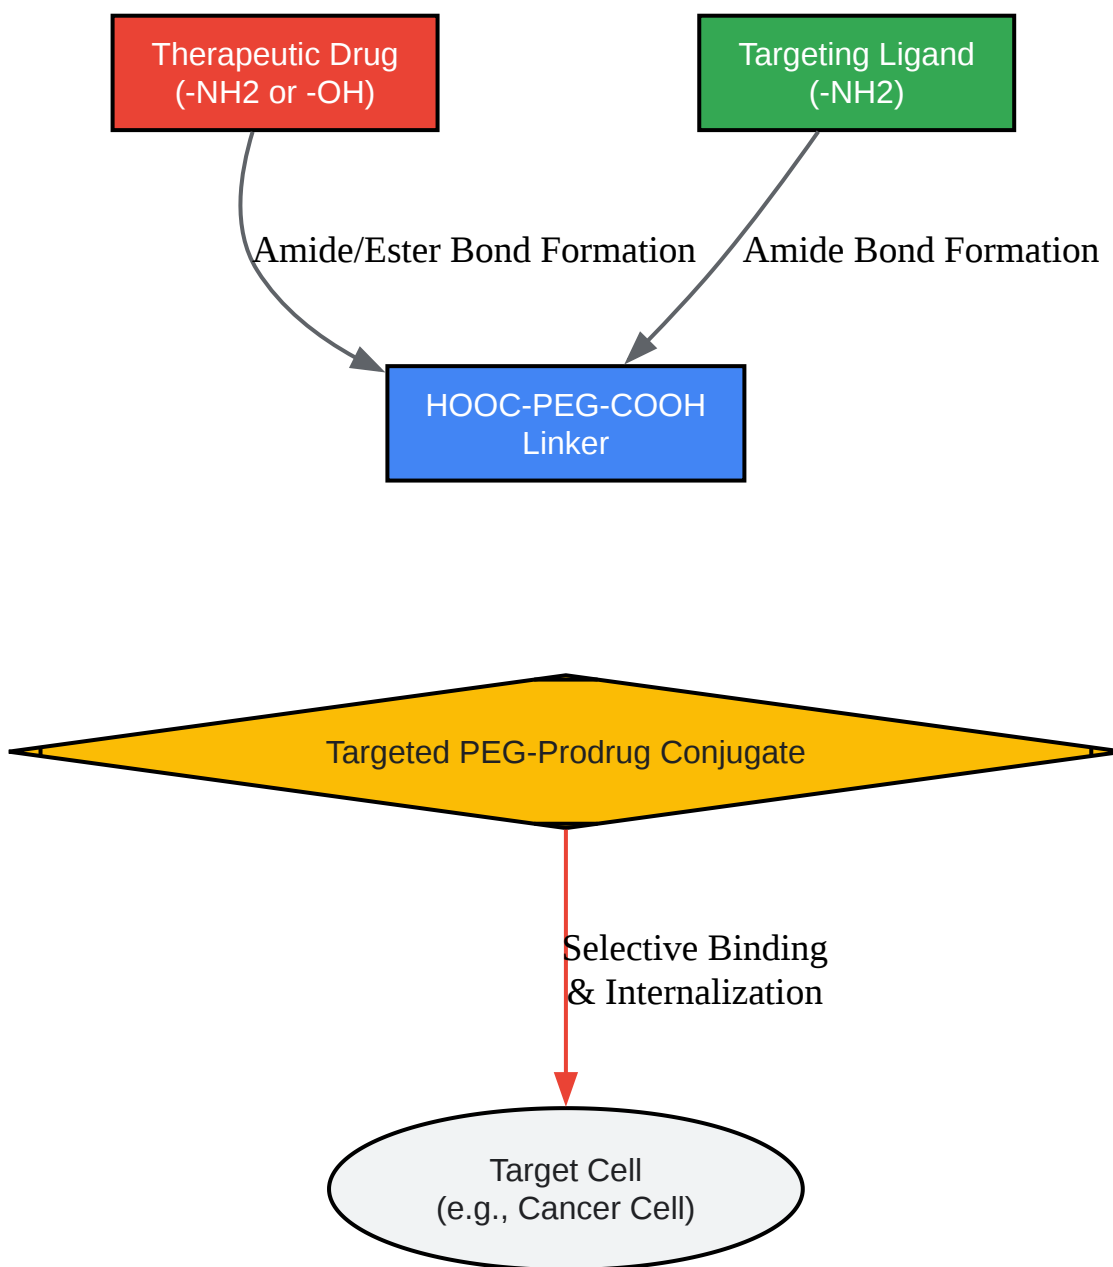 Therapeutic Drug
(-NH2 or -OH)
Targeting Ligand
(-NH2)
Amide/Ester Bond Formation
Amide Bond Formation
HOOC-PEG-COOH
Linker
Targeted PEG-Prodrug Conjugate
Selective Binding
& Internalization
Target Cell
(e.g., Cancer Cell)